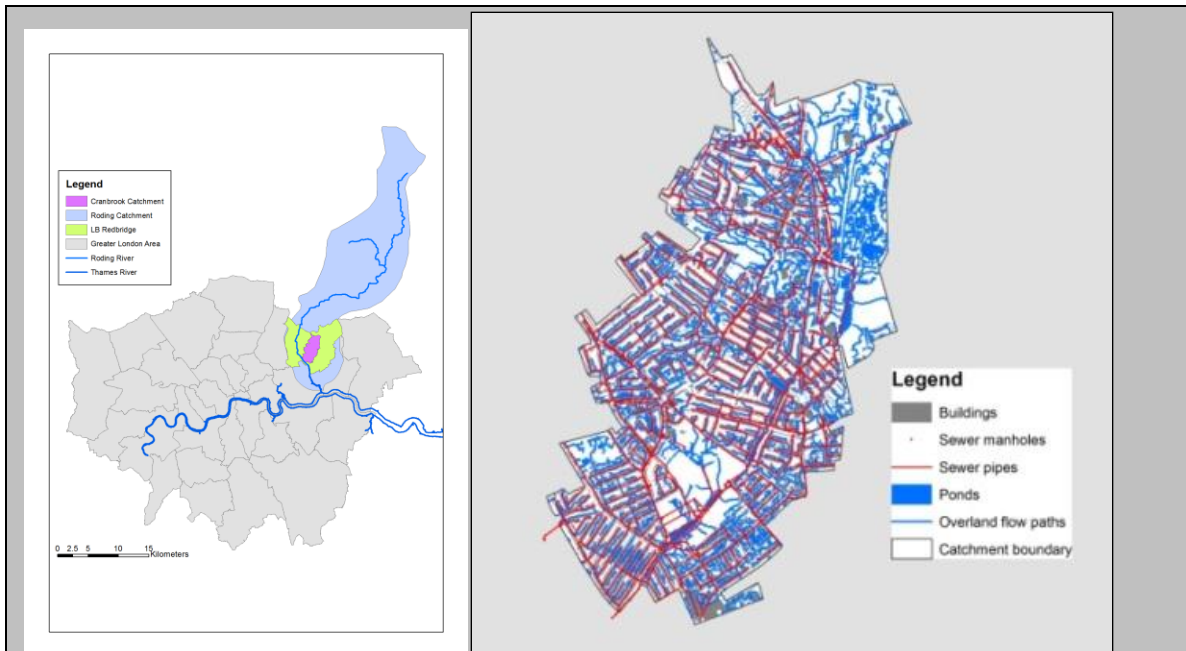 Legend
Cranbrook Catchment
Roding Catchment
LB Redbridge
Greater London Area
Roding River
Thames River
0 2.5 5 10 15
Kilometers
Legend
Buildings
Sewer manholes
Sewer pipes
Ponds
Overland flow paths
Catchment boundary